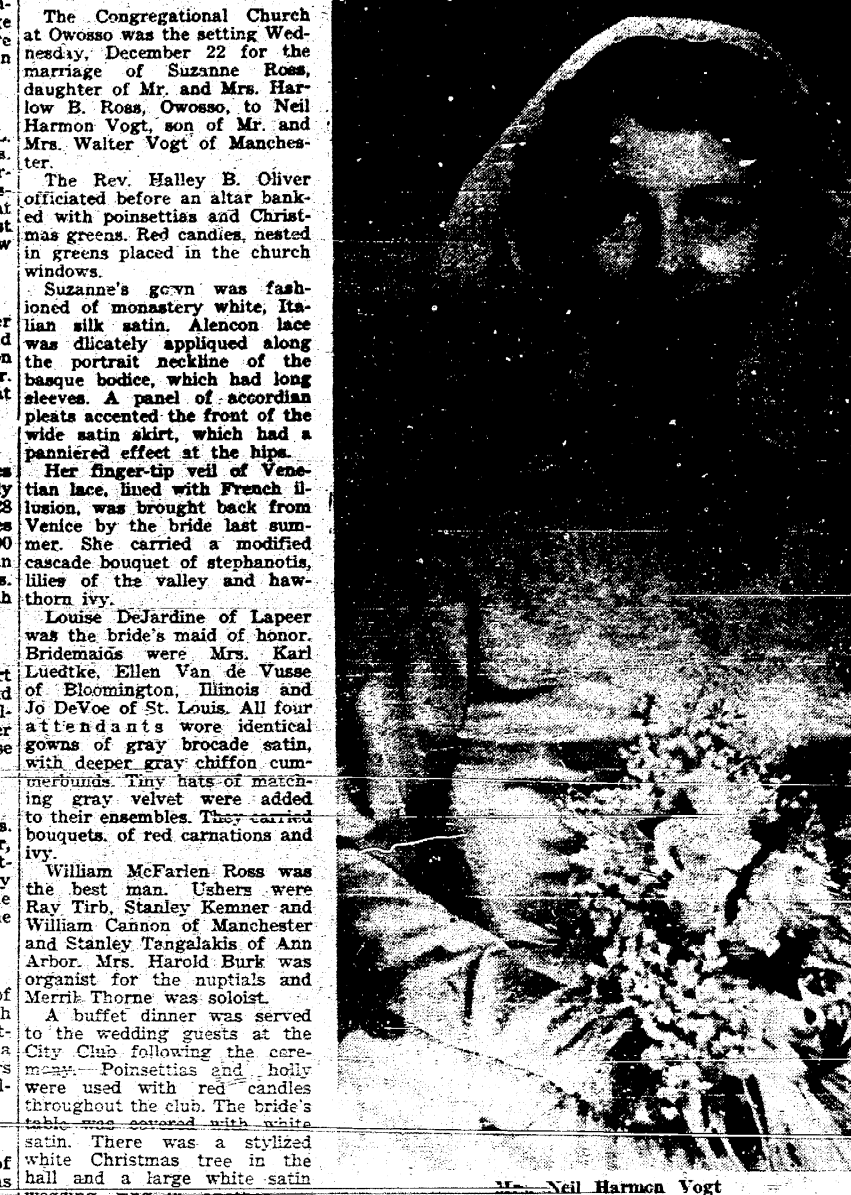 The Congregational Church
at Owosso was the setting Wed-
nesday, December 22 for the
marriage of Suzanne Ross,
daughter of Mr. and Mrs. Har-
low B. Ross, Owosso, to Neil
Harmon Vogt, son of Mr. and
Mrs. Walter Vogt of Manches-
ter.
The Rev. Halley B. Oliver
officiated before an altar bank-
ed with poinsettias and Christ-
mas greens. Red candles, nested
in greens placed in the church
windows.
Suzanne's gown was fash-
ioned of monastery white, Ita-
lian silk satin. Alencon lace
was dlicately appliqued along
the portrait neckline of the
basque bodice, which had long
sleeves. A panel of accordian
pleats accented the front of the
wide satin skirt, which had a
panniered effect at the hips.
Her finger-tip veil of Vene-
tian lace, lined with French il-
lusion, was brought back from
Venice by the bride last sum-
mer. She carried a modified
cascade bouquet of stephanotis,
lilies of the valley and haw-
thorn ivy.
Louise DeJardine of Lapeer
was the bride's maid of honor.
Bridemaids were Mrs. Karl
Luedtke, Ellen Van de Vusse
of Bloomington, Illinois and
Jo DeVoe of St. Louis. All four
attendants wore identical
gowns of gray brocade satin,
with deeper gray chiffon cum-
merbunds. Tiny hats of match-
ing gray velvet were added
to their ensembles. They carried
bouquets. of red carnations and
ivy.
William McFarlen Ross was
the best man. Ushers were
Ray Tirb, Stanley Kemner and
William Cannon of Manchester
and Stanley Tangalakis of Ann
Arbor. Mrs. Harold Burk was
organist for the nuptials and
Merrik Thorne was soloist.
A buffet dinner was served
to the wedding guests at the
City Club following the cere-
mony. Poinsettias and holly
were used with red candles
throughout the club. The bride's
table was covered with white
satin. There was a stylized
white Christmas tree in the
hall and a large white satin
Mrs. Neil Harmon Vogt